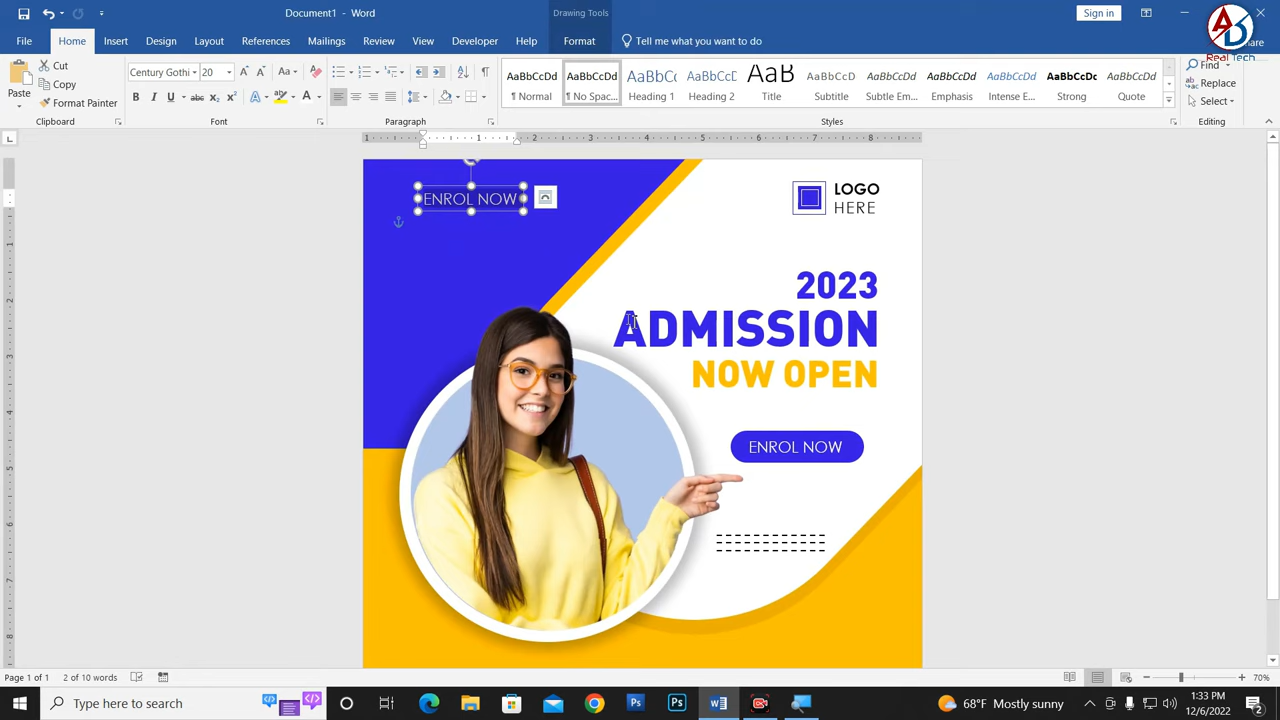 Document1 - Word
Drawing Tools
Sign in
File
Home
Insert
Design
Layout
References
Mailings
Review
View
Developer
Help
Format
Tell me what you want to do
Share
Real Tech
Paste
Cut
Copy
Format Painter
Clipboard
Century Gothi
20
Font
Paragraph
AaBbCcDd
¶ Normal
AaBbCcDd
¶ No Spac...
AaBbCc
Heading 1
AaBbCcD
Heading 2
AaB
Title
AaBbCcD
Subtitle
AaBbCcDd
Subtle Em...
AaBbCcDd
Emphasis
AaBbCcDd
Intense E...
AaBbCcDc
Strong
AaBbCcDd
Quote
Styles
Find
Replace
Select
Editing
ENROL NOW
LOGO
HERE
2023
ADMISSION
NOW OPEN
ENROL NOW
Page 1 of 1
2 of 10 words
70%
Type here to search
68°F Mostly sunny
1:33 PM
12/6/2022